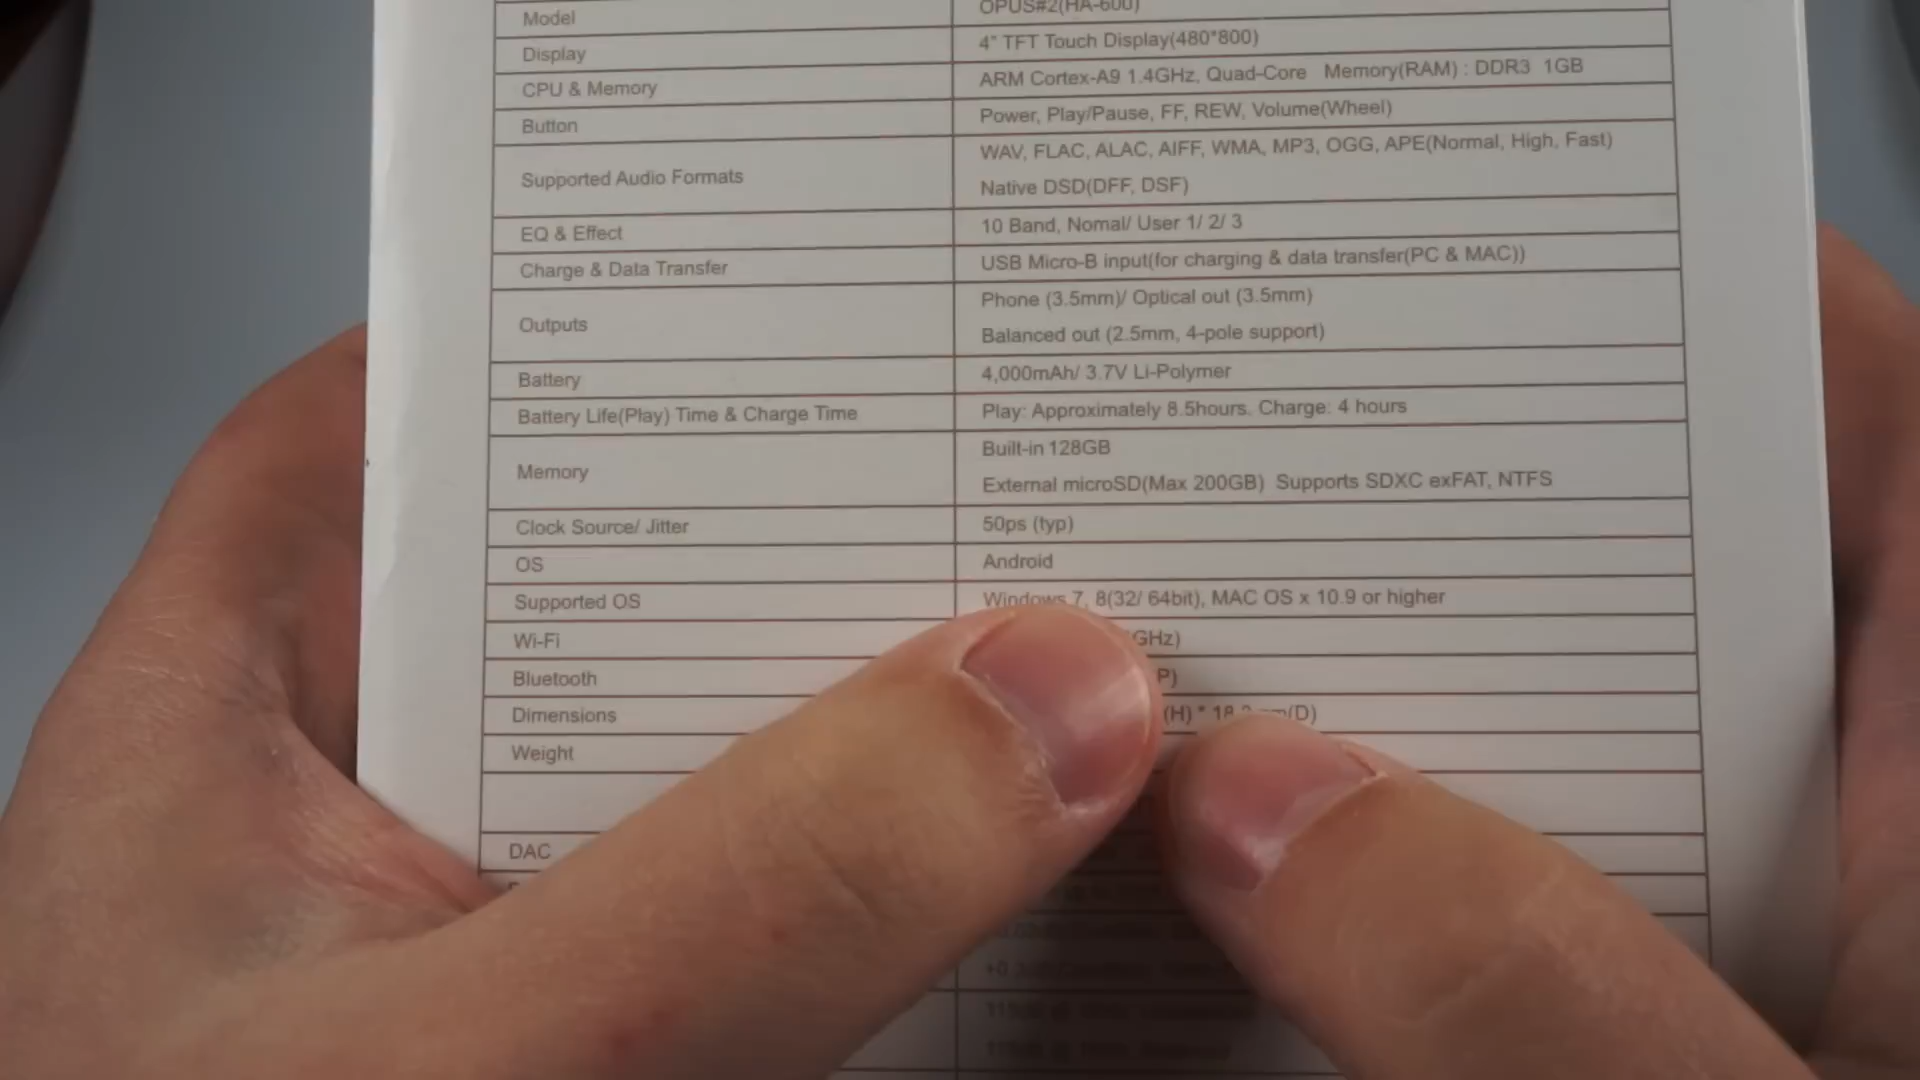 Model OPUS#2(HA-600)
Display 4" TFT Touch Display(480*800)
CPU & Memory ARM Cortex-A9 1.4GHz, Quad-Core Memory(RAM) : DDR3 1GB
Button Power, Play/Pause, FF, REW, Volume(Wheel)
Supported Audio Formats WAV, FLAC, ALAC, AIFF, WMA, MP3, OGG, APE(Normal, High, Fast)
Native DSD(DFF, DSF)
EQ & Effect 10 Band, Nomal/ User 1/ 2/ 3
Charge & Data Transfer USB Micro-B input(for charging & data transfer(PC & MAC))
Outputs Phone (3.5mm)/ Optical out (3.5mm)
Balanced out (2.5mm, 4-pole support)
Battery 4,000mAh/ 3.7V Li-Polymer
Battery Life(Play) Time & Charge Time Play: Approximately 8.5hours. Charge: 4 hours
Memory Built-in 128GB
External microSD(Max 200GB) Supports SDXC exFAT, NTFS
Clock Source/ Jitter 50ps (typ)
OS Android
Supported OS Windows 7, 8(32/ 64bit), MAC OS x 10.9 or higher
Wi-Fi GHz)
Bluetooth P)
Dimensions (H) *
Weight
DAC